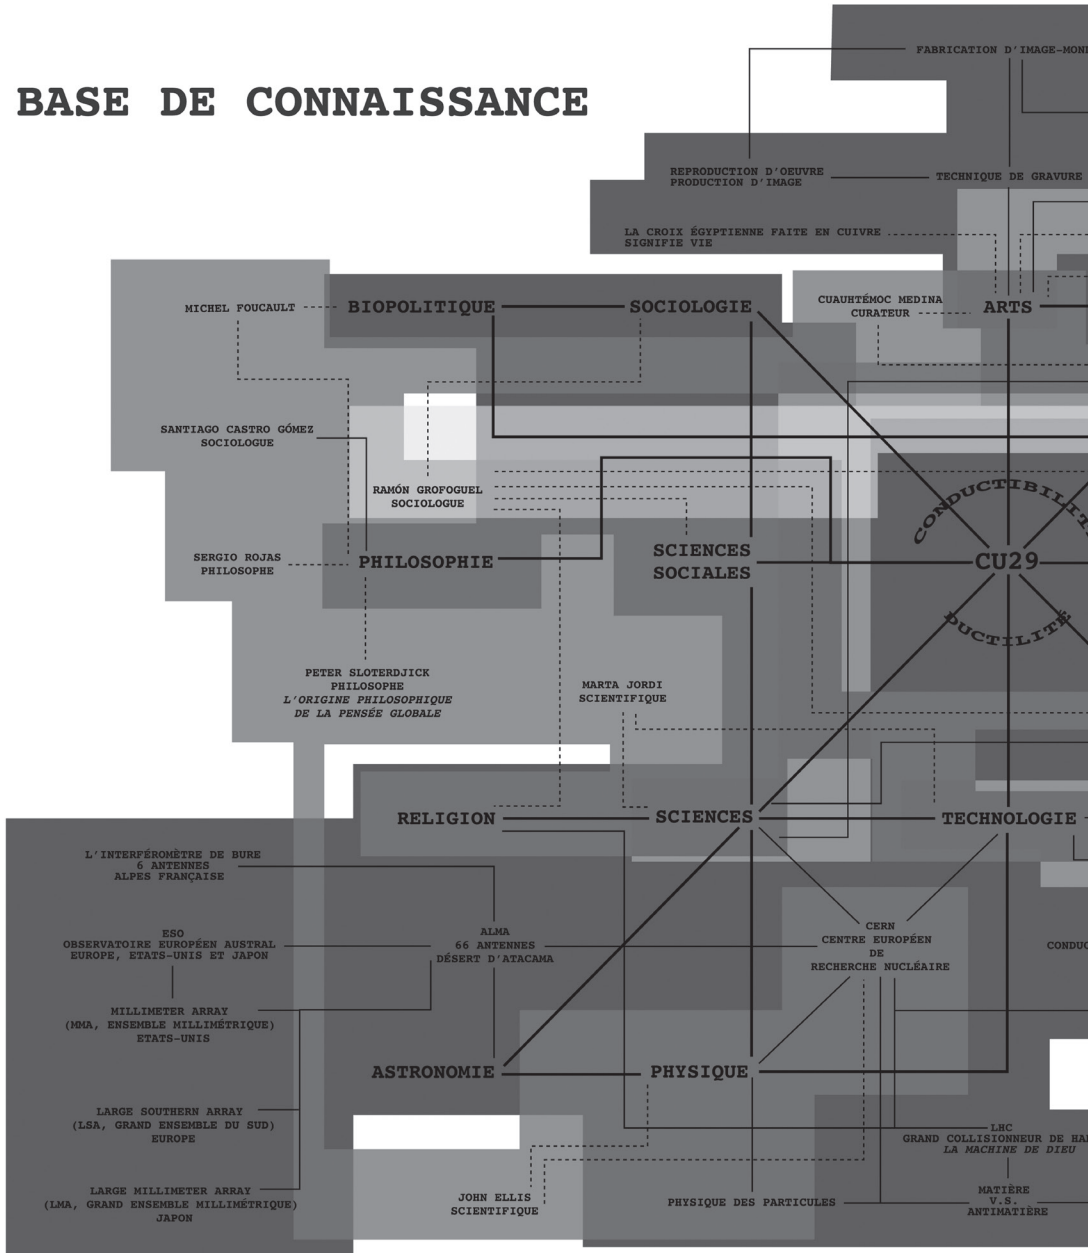 FABRICATION D'IMAGE-MON
BASE DE CONNAISSANCE
REPRODUCTION D'OEUVRE
PRODUCTION D'IMAGE
TECHNIQUE DE GRAVURE
LA CROIX ÉGYPTIENNE FAITE EN CUIVRE
SIGNIFIE VIE
MICHEL FOUCAULT
BIOPOLITIQUE
SOCIOLOGIE
CUAUHTÉMOC MEDINA
CURATEUR
ARTS
SANTIAGO CASTRO GÓMEZ
SOCIOLOGUE
RAMÓN GROFOGUEL
SOCIOLOGUE
CONDUCTIBILIT
SERGIO ROJAS
PHILOSOPHE
PHILOSOPHIE
SCIENCES
SOCIALES
CU29
DUCTILITÉ
PETER SLOTERDJICK
PHILOSOPHE
L'ORIGINE PHILOSOPHIQUE
DE LA PENSÉE GLOBALE
MARTA JORDI
SCIENTIFIQUE
RELIGION
SCIENCES
TECHNOLOGIE
L'INTERFÉROMÈTRE DE BURE
6 ANTENNES
ALPES FRANÇAISE
ESO
OBSERVATOIRE EUROPÉEN AUSTRAL
EUROPE, ETATS-UNIS ET JAPON
ALMA
66 ANTENNES
DÉSERT D'ATACAMA
CERN
CENTRE EUROPÉEN
DE
RECHERCHE NUCLÉAIRE
CONDUC
MILLIMETER ARRAY
(MMA, ENSEMBLE MILLIMÉTRIQUE)
ETATS-UNIS
ASTRONOMIE
PHYSIQUE
LARGE SOUTHERN ARRAY
(LSA, GRAND ENSEMBLE DU SUD)
EUROPE
LHC
GRAND COLLISIONNEUR DE HA
LA MACHINE DE DIEU
LARGE MILLIMETER ARRAY
(LMA, GRAND ENSEMBLE MILLIMÉTRIQUE)
JAPON
JOHN ELLIS
SCIENTIFIQUE
PHYSIQUE DES PARTICULES
MATIÈRE
V.S.
ANTIMATIÈRE